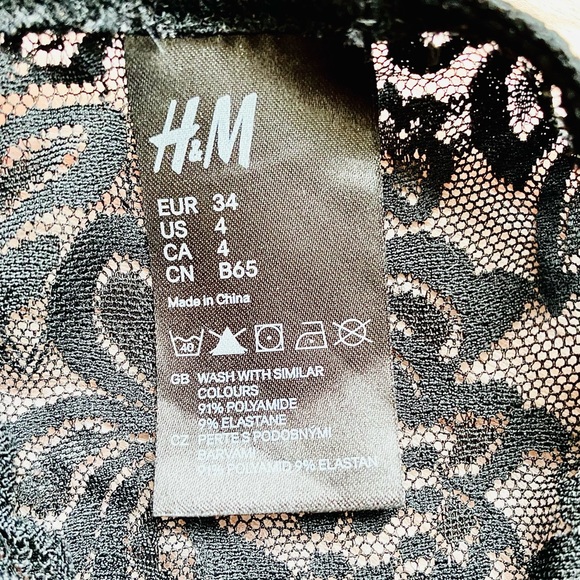 H&M
EUR 34
US 4
CA 4
CN B65
Made in China
40
GB WASH WITH SIMILAR
COLOURS
91% POLYAMIDE
9% ELASTANE
CZ PERTE S PODOBNYMI
BARVAMI
91% POLYAMID 9% ELASTAN